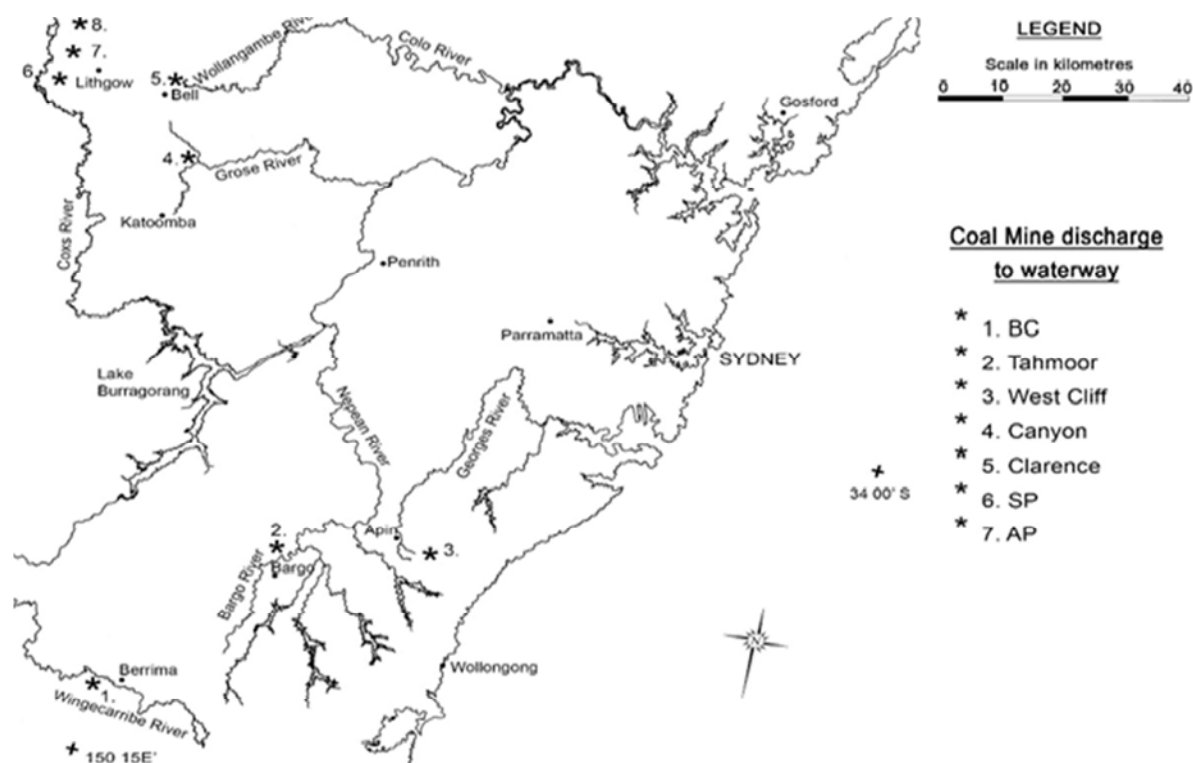 8.
7.
6.
Lithgow
5.
Bell
Wollangambe River
Colo River
Gosford
4.
Grose River
Katoomba
Coxs River
Penrith
Parramatta
SYDNEY
Lake
Burragorang
Nepean River
Georges River
34 00' S
2.
Apin
3.
Bargo River
Bargo
N
Berrima
1.
Wingecarribe River
Wollongong
150 15E'
LEGEND
Scale in kilometres
0 10 20 30 40
Coal Mine discharge
to waterway
* 1. BC
* 2. Tahmoor
* 3. West Cliff
* 4. Canyon
* 5. Clarence
* 6. SP
* 7. AP